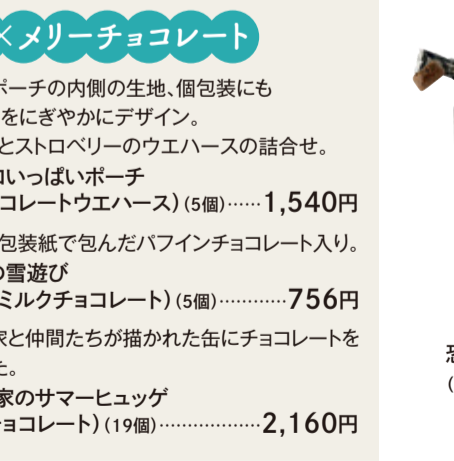 ×メリーチョコレート
ポーチの内側の生地、個包装にも
をにぎやかにデザイン。
とストロベリーのウエハースの詰合せ。
いっぱいポーチ
コレートウエハース)(5個)……1,540円
包装紙で包んだパフインチョコレート入り。
の雪遊び
ミルクチョコレート)(5個)…………756円
家と仲間たちが描かれた缶にチョコレートを
た。
家のサマーヒュッゲ
ョコレート)(19個)………………2,160円
(